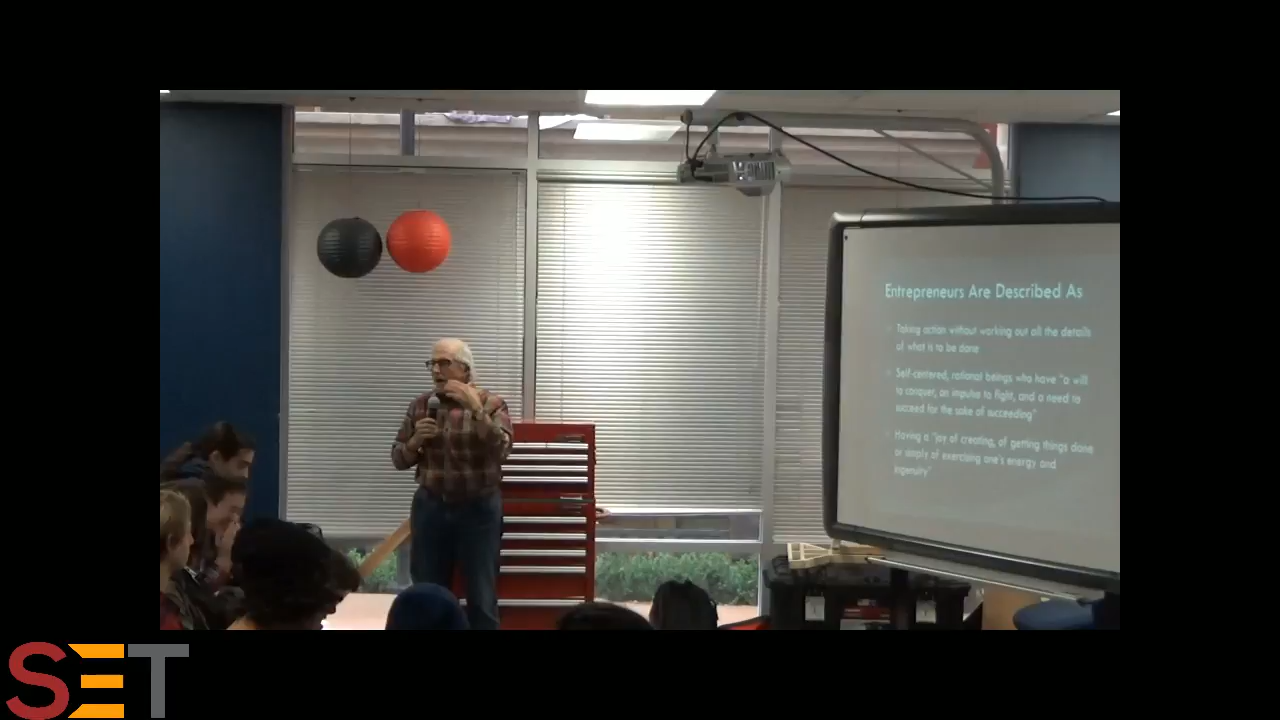 Entrepreneurs Are Described As
Taking action without working out all the details
of what is to be done
Self-centered, rational beings who have "a will
to conquer, an impulse to fight, and a need to
succeed for the sake of succeeding"
Having a "joy of creating, of getting things done
or simply of exercising one's energy and
ingenuity"
SET